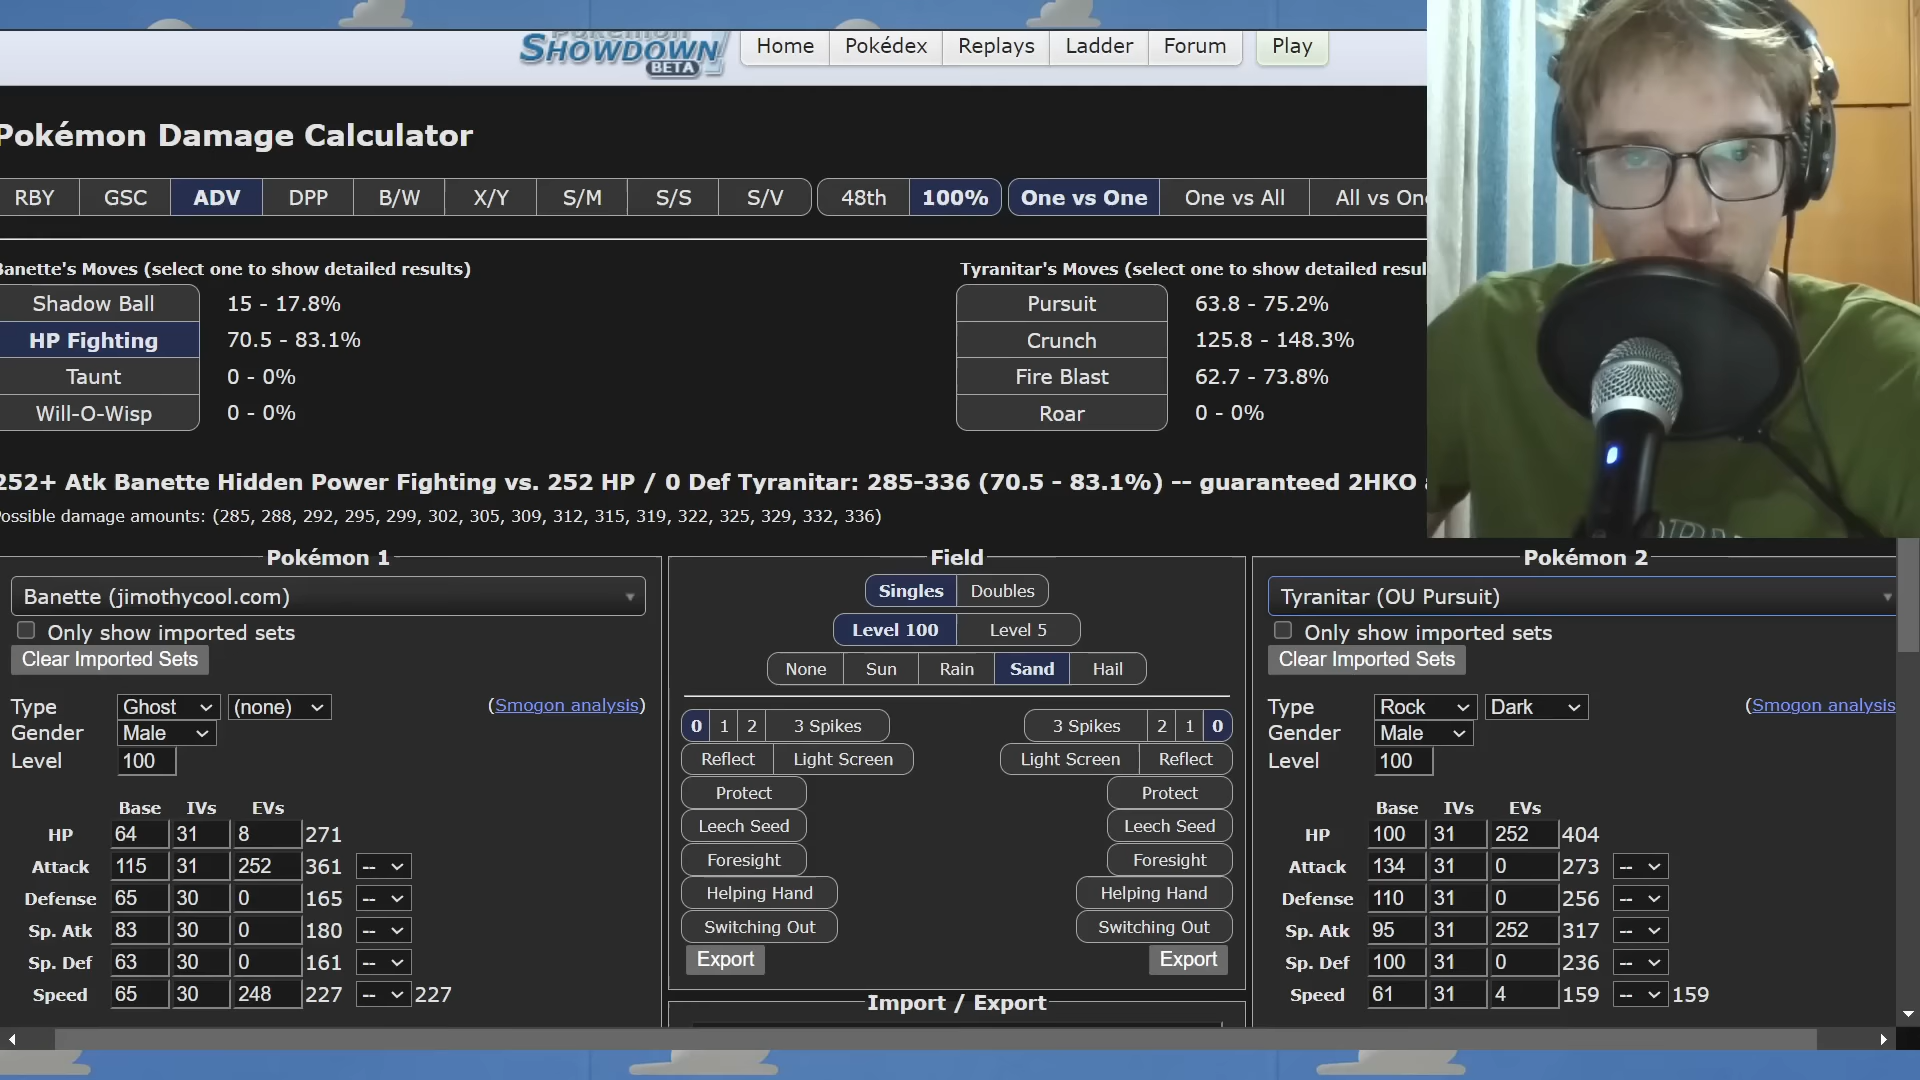 Pokémon
SHOWDOWN
BETA
Home Pokédex Replays Ladder Forum Play
Pokémon Damage Calculator
RBY GSC ADV DPP B/W X/Y S/M S/S S/V 48th 100% One vs One One vs All All vs One
Banette's Moves (select one to show detailed results)
Shadow Ball 15 - 17.8%
HP Fighting 70.5 - 83.1%
Taunt 0 - 0%
Will-O-Wisp 0 - 0%
Tyranitar's Moves (select one to show detailed resul
Pursuit 63.8 - 75.2%
Crunch 125.8 - 148.3%
Fire Blast 62.7 - 73.8%
Roar 0 - 0%
252+ Atk Banette Hidden Power Fighting vs. 252 HP / 0 Def Tyranitar: 285-336 (70.5 - 83.1%) -- guaranteed 2HKO a
Possible damage amounts: (285, 288, 292, 295, 299, 302, 305, 309, 312, 315, 319, 322, 325, 329, 332, 336)
Pokémon 1
Banette (jimothycool.com)
Only show imported sets
Clear Imported Sets
Type Ghost (none) (Smogon analysis)
Gender Male
Level 100
Base IVs EVs
HP 64 31 8 271
Attack 115 31 252 361 --
Defense 65 30 0 165 --
Sp. Atk 83 30 0 180 --
Sp. Def 63 30 0 161 --
Speed 65 30 248 227 -- 227
Field
Singles Doubles
Level 100 Level 5
None Sun Rain Sand Hail
0 1 2 3 Spikes 3 Spikes 2 1 0
Reflect Light Screen Light Screen Reflect
Protect Protect
Leech Seed Leech Seed
Foresight Foresight
Helping Hand Helping Hand
Switching Out Switching Out
Export Export
Import / Export
Pokémon 2
Tyranitar (OU Pursuit)
Only show imported sets
Clear Imported Sets
Type Rock Dark (Smogon analysis
Gender Male
Level 100
Base IVs EVs
HP 100 31 252 404
Attack 134 31 0 273 --
Defense 110 31 0 256 --
Sp. Atk 95 31 252 317 --
Sp. Def 100 31 0 236 --
Speed 61 31 4 159 -- 159